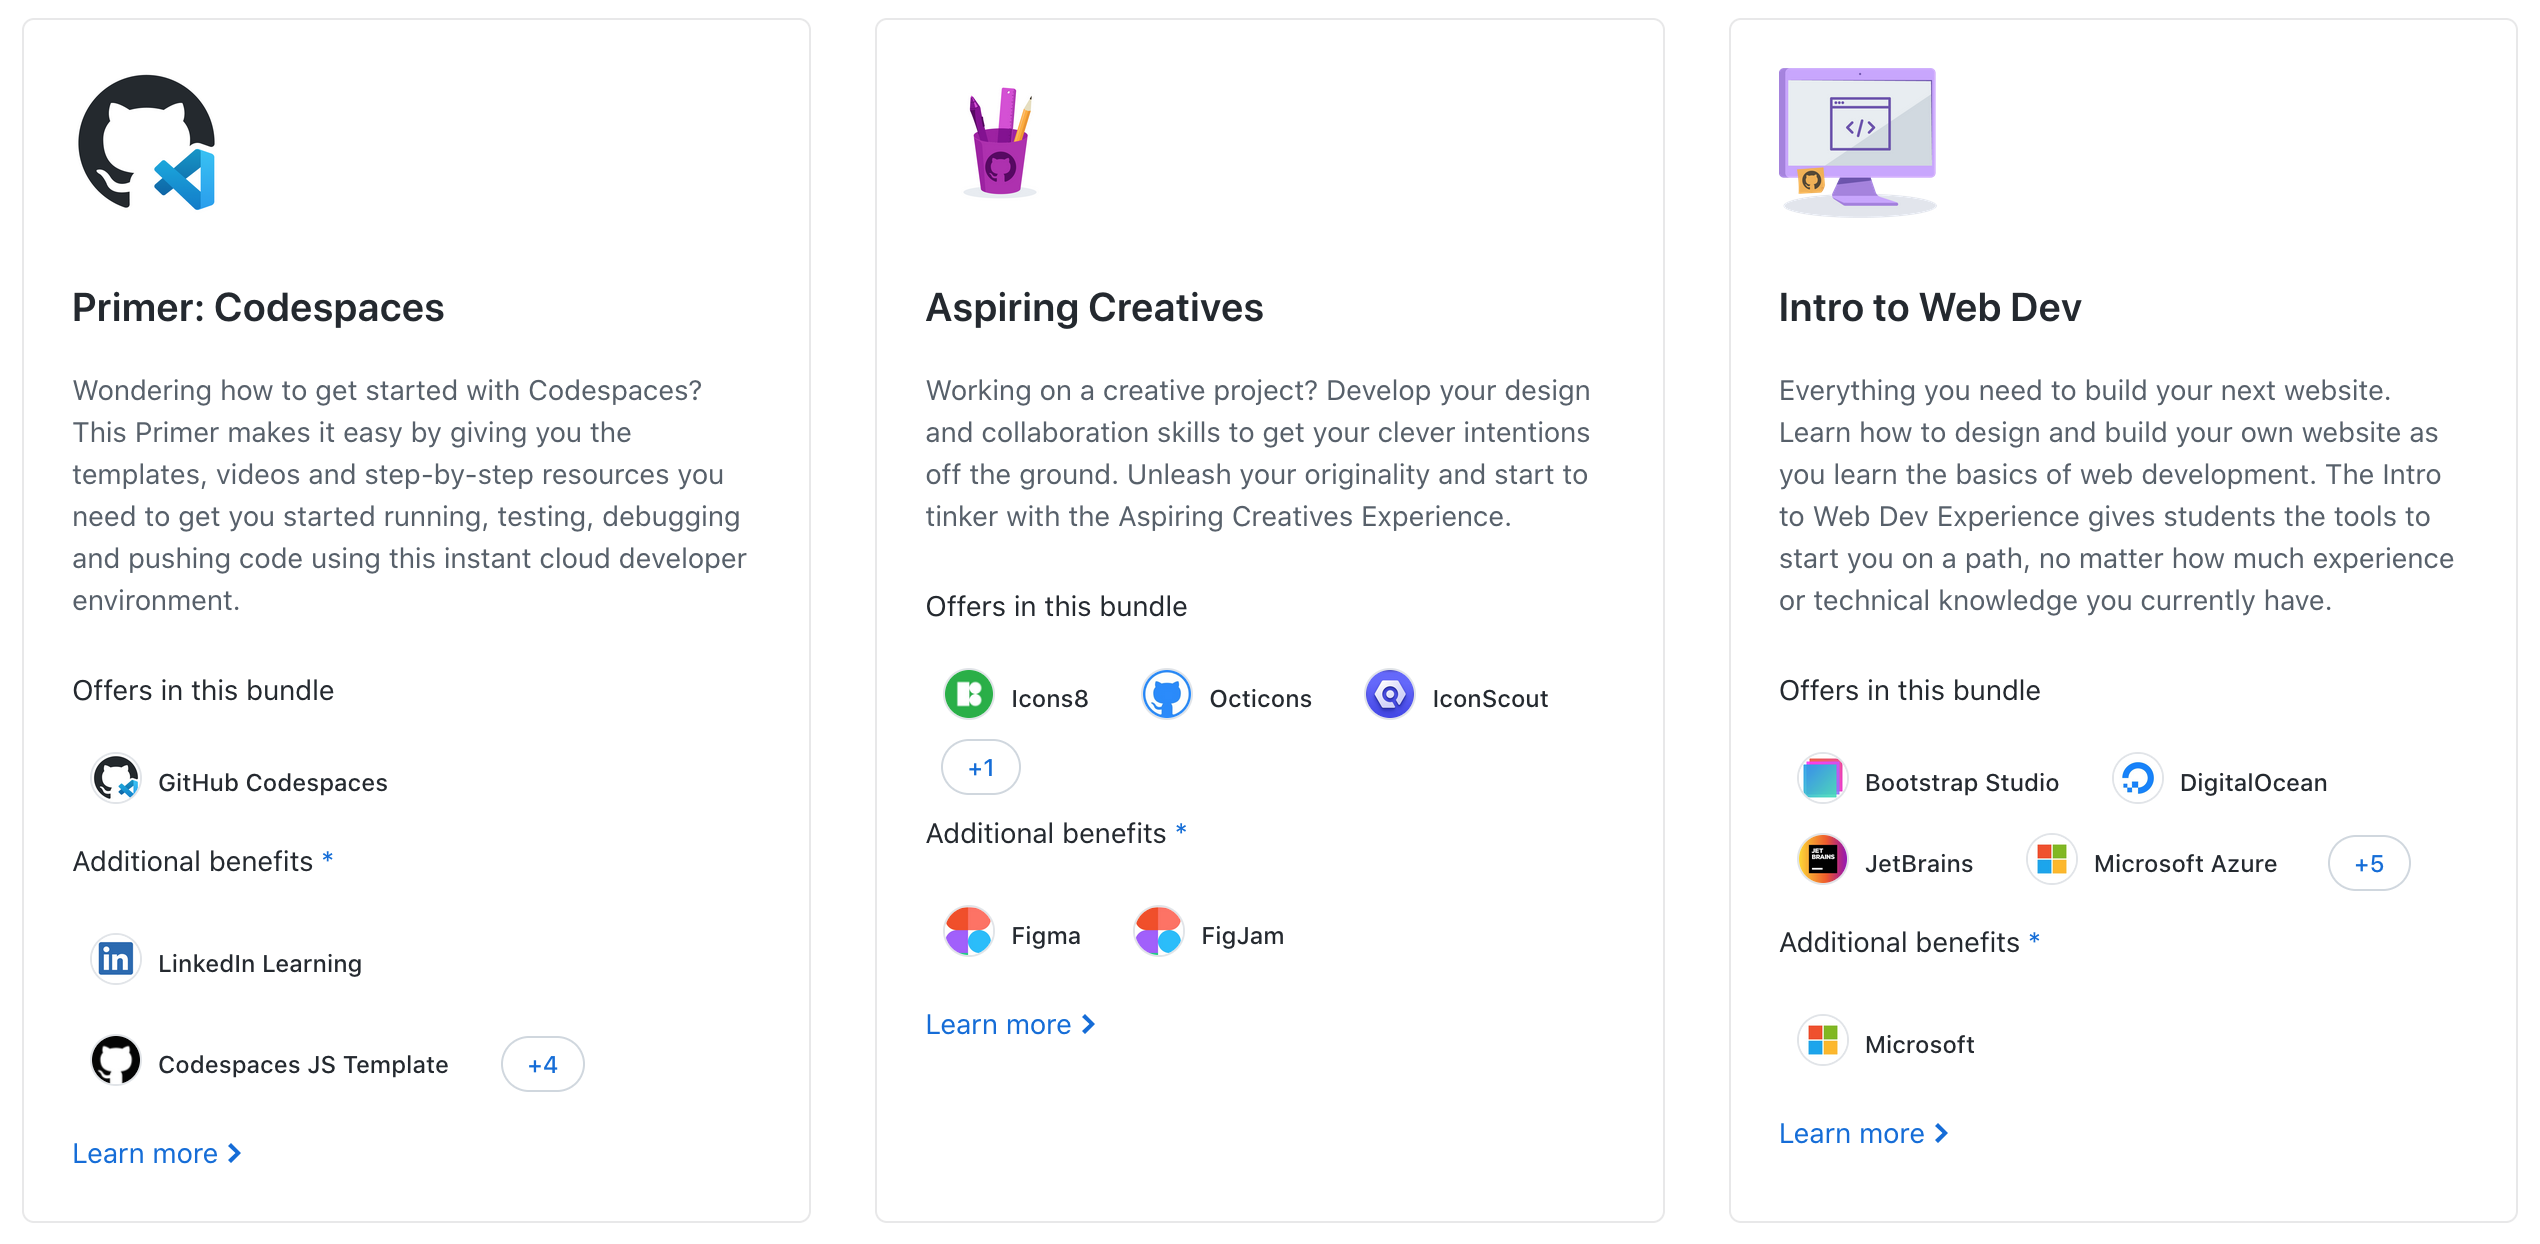 Primer: Codespaces
Wondering how to get started with Codespaces?
This Primer makes it easy by giving you the
templates, videos and step-by-step resources you
need to get you started running, testing, debugging
and pushing code using this instant cloud developer
environment.
Offers in this bundle
GitHub Codespaces
Additional benefits *
LinkedIn Learning
Codespaces JS Template +4
Learn more
Aspiring Creatives
Working on a creative project? Develop your design
and collaboration skills to get your clever intentions
off the ground. Unleash your originality and start to
tinker with the Aspiring Creatives Experience.
Offers in this bundle
Icons8 Octicons IconScout
+1
Additional benefits *
Figma FigJam
Learn more
</>
Intro to Web Dev
Everything you need to build your next website.
Learn how to design and build your own website as
you learn the basics of web development. The Intro
to Web Dev Experience gives students the tools to
start you on a path, no matter how much experience
or technical knowledge you currently have.
Offers in this bundle
Bootstrap Studio DigitalOcean
JET
BRAINS
JetBrains Microsoft Azure +5
Additional benefits *
Microsoft
Learn more